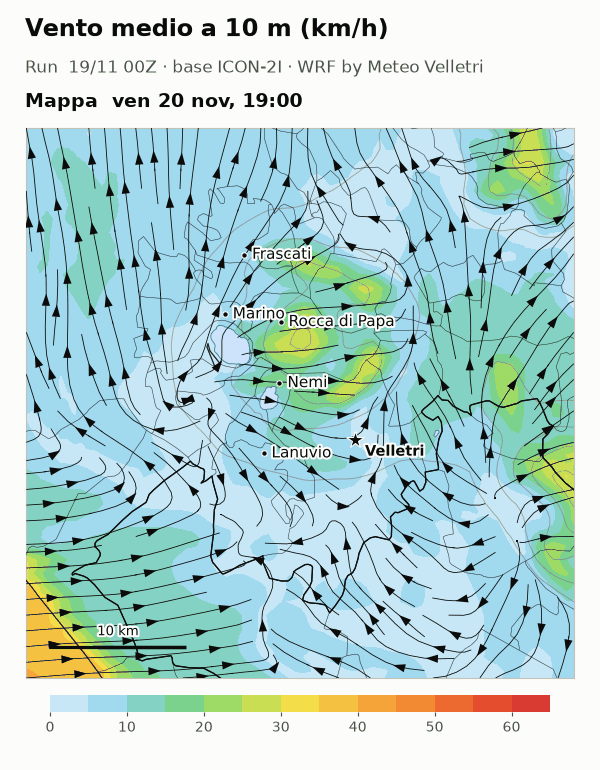 Vento medio a 10 m (km/h)
Run 19/11 00Z · base ICON-2I · WRF by Meteo Velletri
Mappa ven 20 nov, 19:00
Frascati
Marino
Rocca di Papa
Nemi
Velletri
Lanuvio
10 km
0 10 20 30 40 50 60